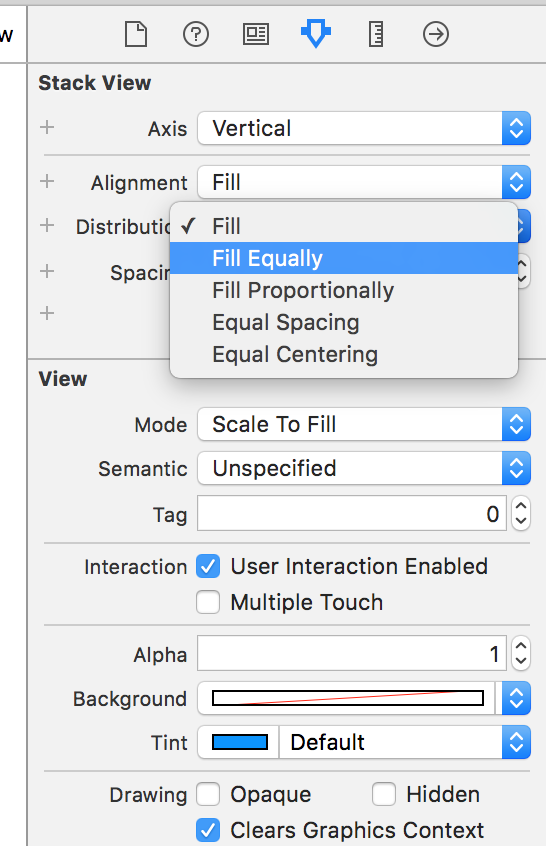 w
Stack View
+ Axis Vertical
+ Alignment Fill
+ Distributio
✓ Fill
Fill Equally
+ Spacin
Fill Proportionally
+ Equal Spacing
Equal Centering
View
Mode Scale To Fill
Semantic Unspecified
Tag 0
Interaction User Interaction Enabled
Multiple Touch
Alpha 1
Background
Tint Default
Drawing Opaque Hidden
Clears Graphics Context